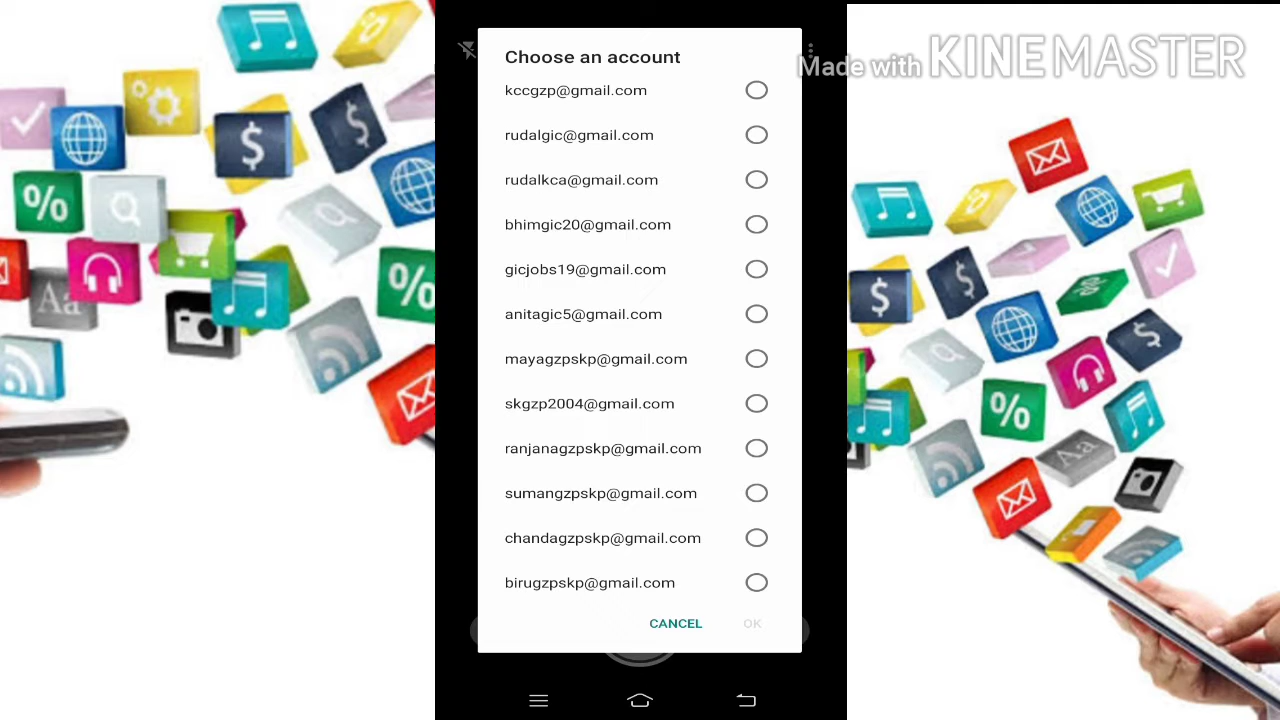 Choose an account
Made with KINEMASTER
kccgzp@gmail.com
rudalgic@gmail.com
rudalkca@gmail.com
bhimgic20@gmail.com
gicjobs19@gmail.com
anitagic5@gmail.com
mayagzpskp@gmail.com
skgzp2004@gmail.com
ranjanagzpskp@gmail.com
sumangzpskp@gmail.com
chandagzpskp@gmail.com
birugzpskp@gmail.com
CANCEL OK
%
$
$
%
Aa
$
$
$
%
Aa